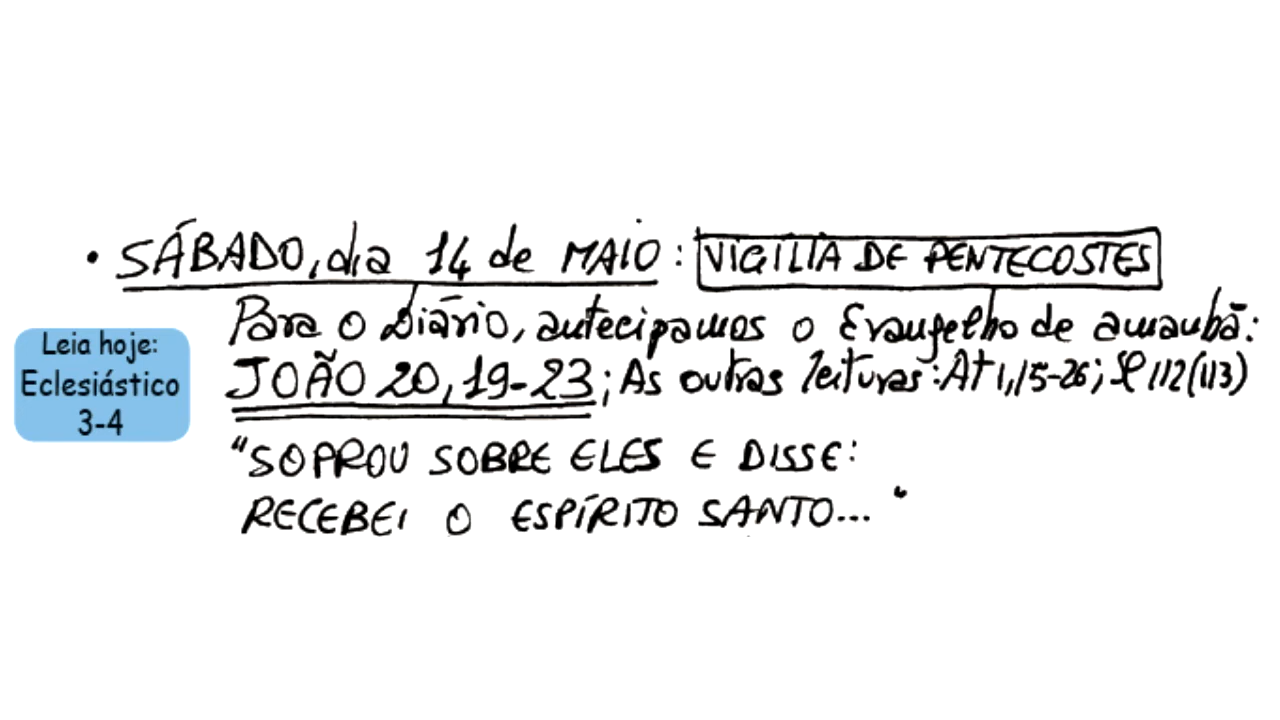 • SÁBADO, dia 14 de MAIO: VIGÍLIA DE PENTECOSTES
Para o Diário, antecipamos o Evangelho de amanhã:
JOÃO 20, 19-23; As outras leituras: At 1, 15-26; Sl 112 (113)
"SOPROU SOBRE ELES E DISSE:
RECEBEI O ESPÍRITO SANTO..."
Leia hoje:
Eclesiástico
3-4